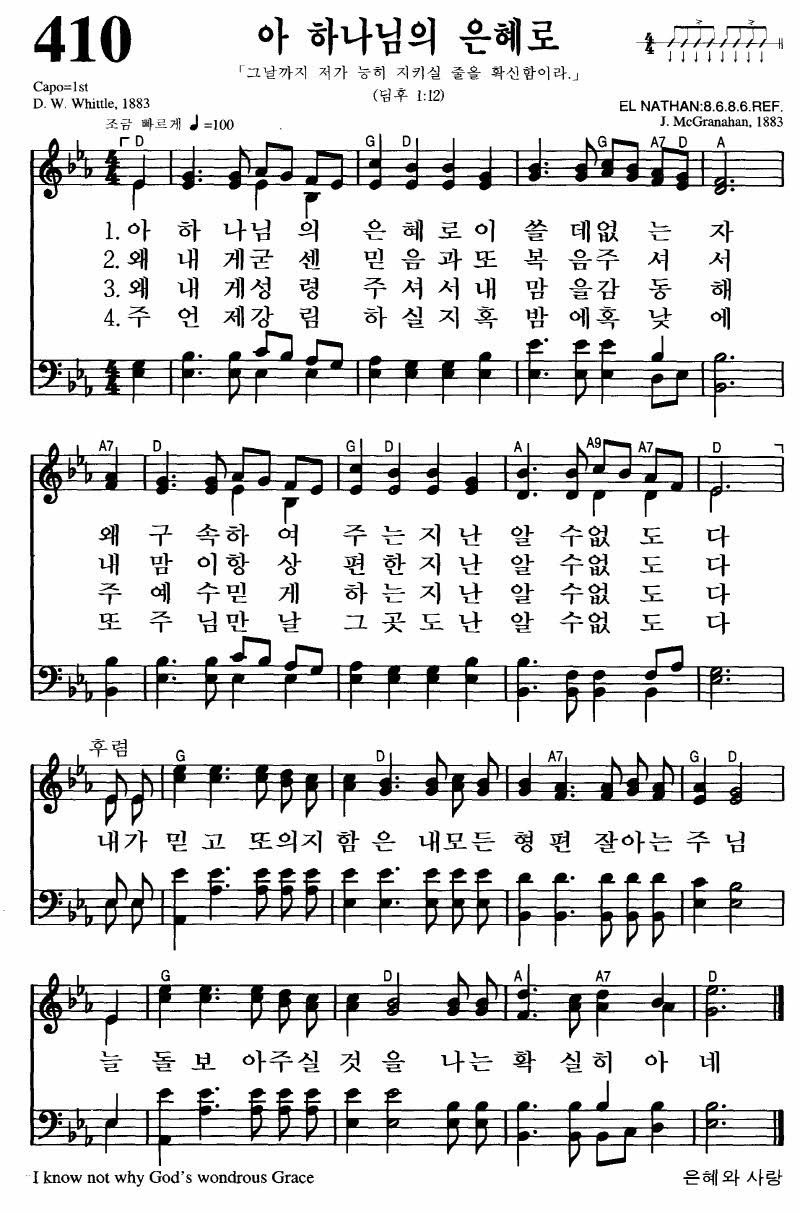 410
아 하나님의 은혜로
「그날까지 저가 능히 지키실 줄을 확신함이라.」
(딤후 1:12)
Capo=1st
D. W. Whittle, 1883
EL NATHAN:8.6.8.6.REF.
J. McGranahan, 1883
조금 빠르게 ♩=100
D G D G A7 D A
1.아 하 나님 의 은 혜 로 이 쓸 데없 는 자
2.왜 내 게굳 센 믿 음 과 또 복 음주 셔 서
3.왜 내 게성 령 주 셔 서 내 맘 을감 동 해
4.주 언 제강 림 하 실 지 혹 밤 에혹 낮 에
A7 D G D A A9 A7 D
왜 구 속하 여 주 는 지 난 알 수없 도 다
내 맘 이항 상 편 한 지 난 알 수없 도 다
주 예 수믿 게 하 는 지 난 알 수없 도 다
또 주 님만 날 그 곳 도 난 알 수없 도 다
후렴
G D A7 G D
내가 믿 고 또의지 함 은 내모든 형 편 잘아는 주 님
G D A A7 D
늘 돌 보 아주실 것 을 나 는 확 실히 아 네
I know not why God's wondrous Grace
은혜와 사랑